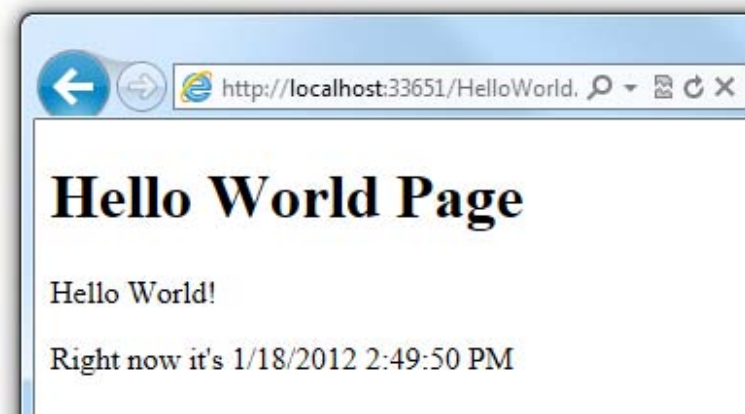 http://localhost:33651/HelloWorld.
Hello World Page
Hello World!
Right now it's 1/18/2012 2:49:50 PM